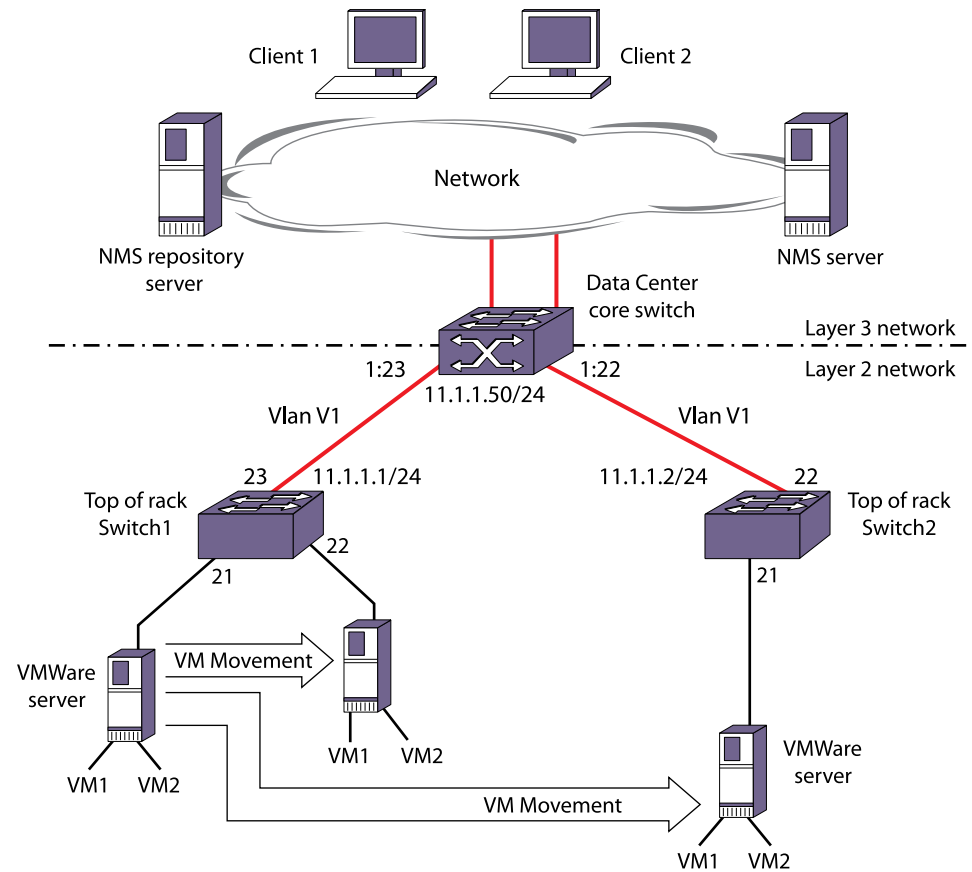 Client 1
Client 2
Network
NMS repository
server
NMS server
Data Center
core switch
Layer 3 network
Layer 2 network
1:23
1:22
11.1.1.50/24
Vlan V1
Vlan V1
23
11.1.1.1/24
11.1.1.2/24
22
Top of rack
Switch1
Top of rack
Switch2
22
21
21
VM Movement
VMWare
server
VM1
VM2
VM1
VM2
VMWare
server
VM Movement
VM1
VM2